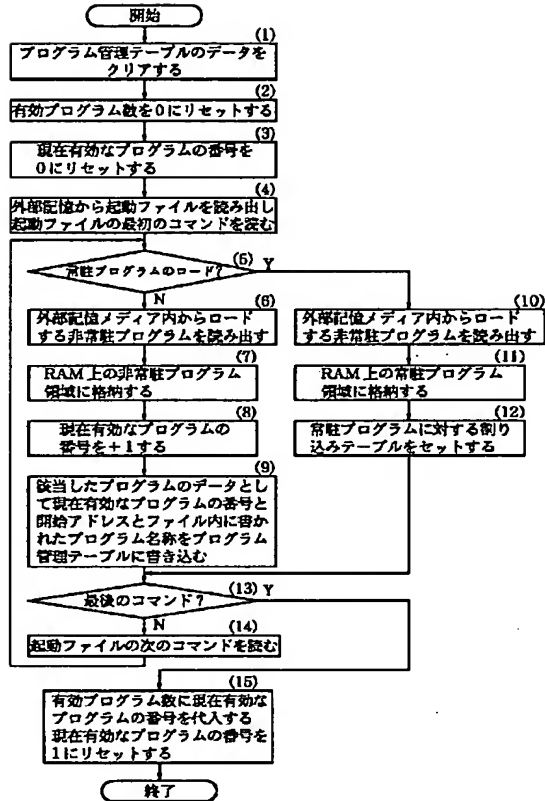 開始
(1)
プログラム管理テーブルのデータを
クリアする
(2)
有効プログラム数を0にリセットする
(3)
現在有効なプログラムの番号を
0にリセットする
(4)
外部記憶から起動ファイルを読み出し
起動ファイルの最初のコマンドを読む
(5)
常駐プログラムのロード?
Y
N
(6)
外部記憶メディア内からロード
する非常駐プログラムを読み出す
(7)
RAM上の非常駐プログラム
領域に格納する
(8)
現在有効なプログラムの
番号を+1する
(9)
該当したプログラムのデータとし
て現在有効なプログラムの番号と
開始アドレスとファイル内に書か
れたプログラム名称をプログラム
管理テーブルに書き込む
(10)
外部記憶メディア内からロード
する非常駐プログラムを読み出す
(11)
RAM上の常駐プログラム
領域に格納する
(12)
常駐プログラムに対する割り
込みテーブルをセットする
(13)
最後のコマンド?
Y
N
(14)
起動ファイルの次のコマンドを読む
(15)
有効プログラム数に現在有効な
プログラムの番号を代入する
現在有効なプログラムの番号を
1にリセットする
終了